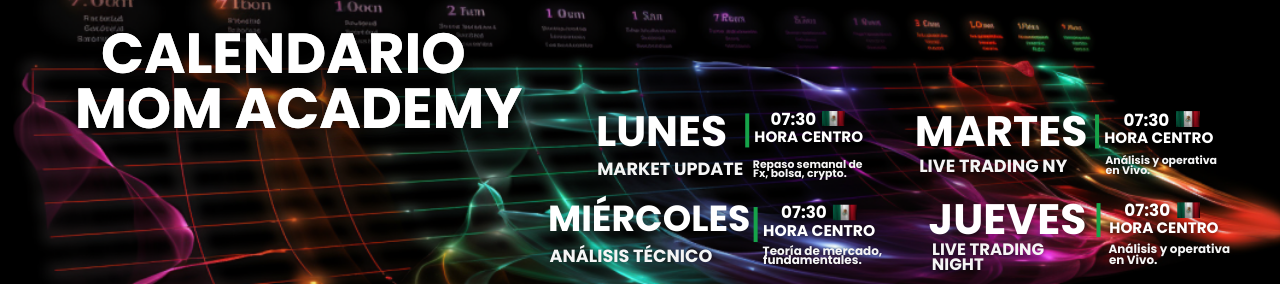 CALENDARIO
MOM ACADEMY
LUNES
07:30
HORA CENTRO
MARKET UPDATE
Repaso semanal de
Fx, bolsa, crypto.
MARTES
07:30
HORA CENTRO
LIVE TRADING NY
Análisis y operativa
en Vivo.
MIÉRCOLES
07:30
HORA CENTRO
ANÁLISIS TÉCNICO
Teoría de mercado,
fundamentales.
JUEVES
07:30
HORA CENTRO
LIVE TRADING
NIGHT
Análisis y operativa
en Vivo.